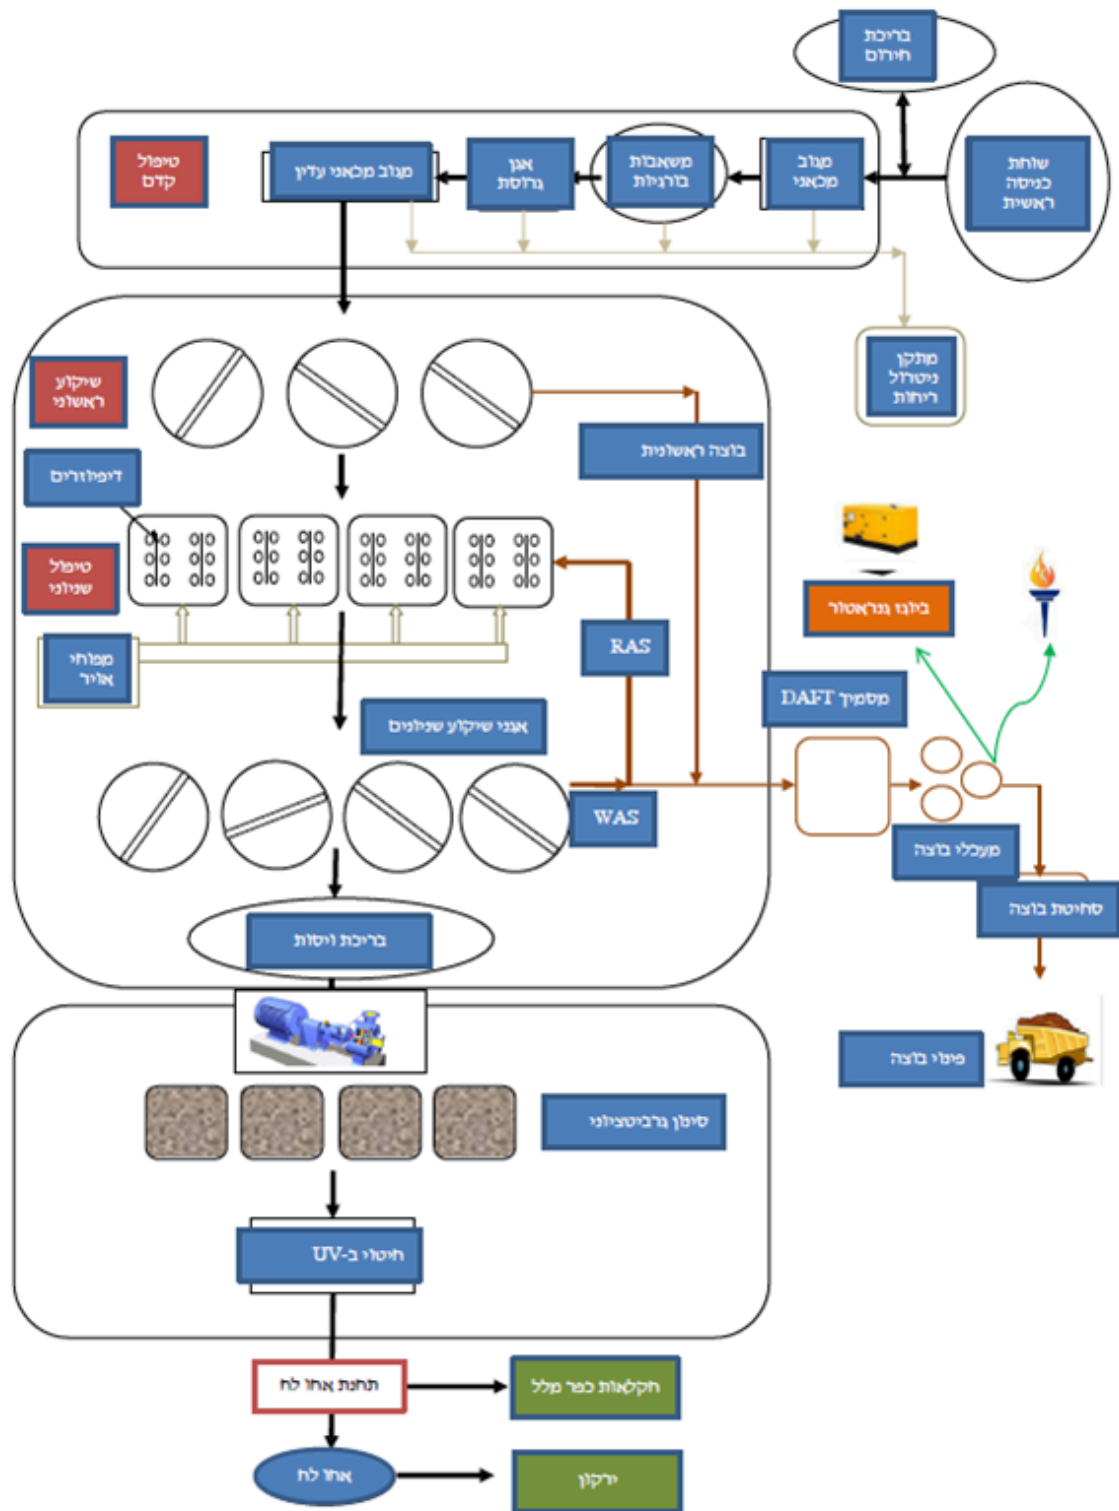 בריכת
חירום
שוחת
כניסה
ראשית
מגוב
מכאני
משאבות
בורגיות
אגן
גרוסת
מגוב מכאני עדין
טיפול
קדם
מתקן
ניטרול
ריחות
שיקוע
ראשוני
בוצה ראשונית
דיפיוזרים
טיפול
שניוני
מפוחי
אויר
RAS
ביוגז גנראטור
מסמיך DAFT
אגני שיקוע שניונים
WAS
מעכלי בוצה
סחיטת בוצה
בריכת ויסות
פינוי בוצה
סינון גרביטציוני
חיטוי ב-UV
תחנת אחו לח
חקלאות כפר מלל
אחו לח
ירקון